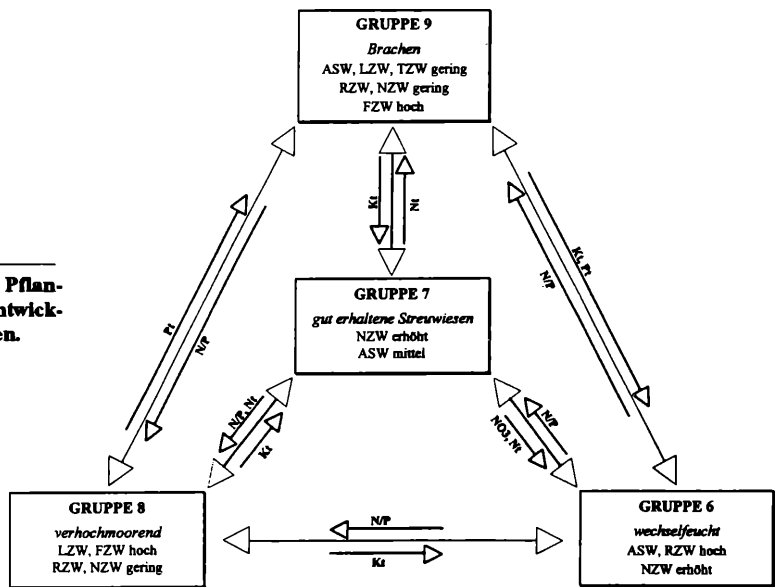 GRUPPE 9
Brachen
ASW, LZW, TZW gering
RZW, NZW gering
FZW hoch
Kt
Nt
Pt
N/P
Kt, Pt
N/P
Pflan-
ntwick-
en.
GRUPPE 7
gut erhaltene Streuwiesen
NZW erhöht
ASW mittel
N/P, Nt
Kt
N/P
NO3, Nt
GRUPPE 8
verhochmoorend
LZW, FZW hoch
RZW, NZW gering
N/P
Kt
GRUPPE 6
wechselfeucht
ASW, RZW hoch
NZW erhöht